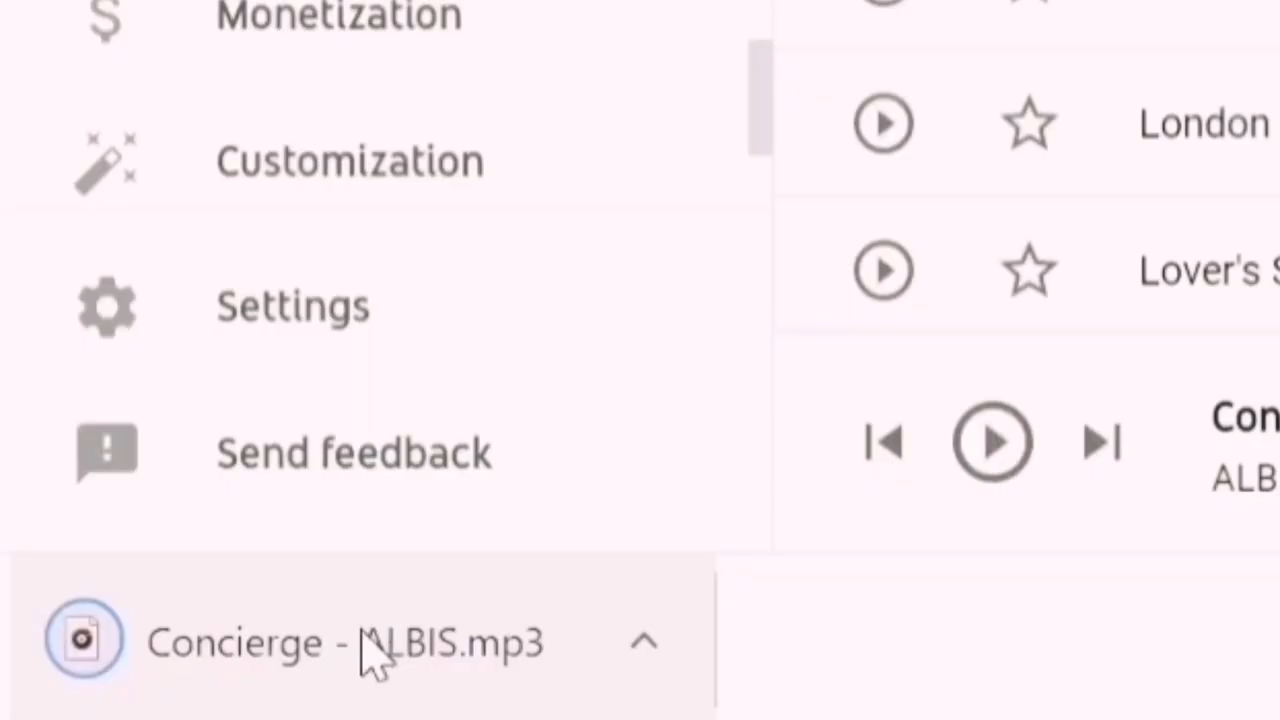 Monetization
Customization
Settings
Send feedback
London
Lover's
Con
ALB
Concierge - ALBIS.mp3